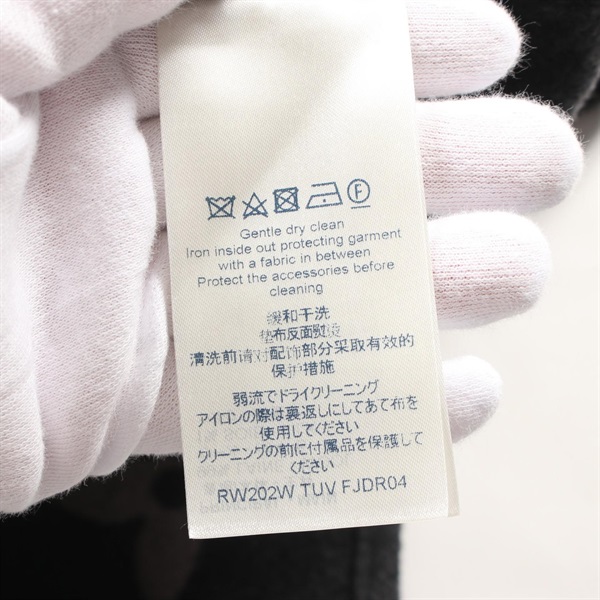 F
Gentle dry clean
Iron inside out protecting garment
with a fabric in between
Protect the accessories before
cleaning
缓和干洗
垫布反面熨烫
清洗前请对配饰部分采取有效的
保护措施
弱流でドライクリーニング
アイロンの際は裏返しにしてあて布を
使用してください
クリーニングの前に付属品を保護して
ください
RW202W TUV FJDR04